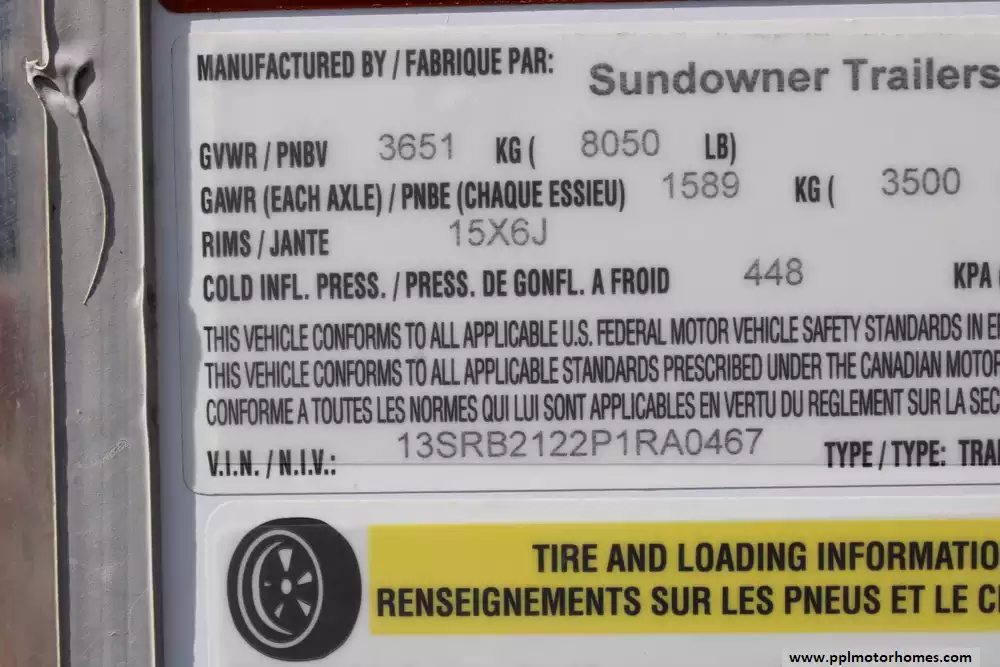 MANUFACTURED BY / FABRIQUE PAR: Sundowner Trailers
GVWR / PNBV 3651 KG ( 8050 LB)
GAWR (EACH AXLE) / PNBE (CHAQUE ESSIEU) 1589 KG ( 3500
RIMS / JANTE 15X6J
COLD INFL. PRESS. / PRESS. DE GONFL. A FROID 448 KPA (
THIS VEHICLE CONFORMS TO ALL APPLICABLE U.S. FEDERAL MOTOR VEHICLE SAFETY STANDARDS IN
THIS VEHICLE CONFORMS TO ALL APPLICABLE STANDARDS PRESCRIBED UNDER THE CANADIAN MOTOR
CONFORME A TOUTES LES NORMES QUI LUI SONT APPLICABLES EN VERTU DU REGLEMENT SUR LA SEC
V.I.N. / N.I.V.: 13SRB2122P1RA0467 TYPE / TYPE: TRA
TIRE AND LOADING INFORMATIO
RENSEIGNEMENTS SUR LES PNEUS ET LE C
www.pplmotorhomes.com